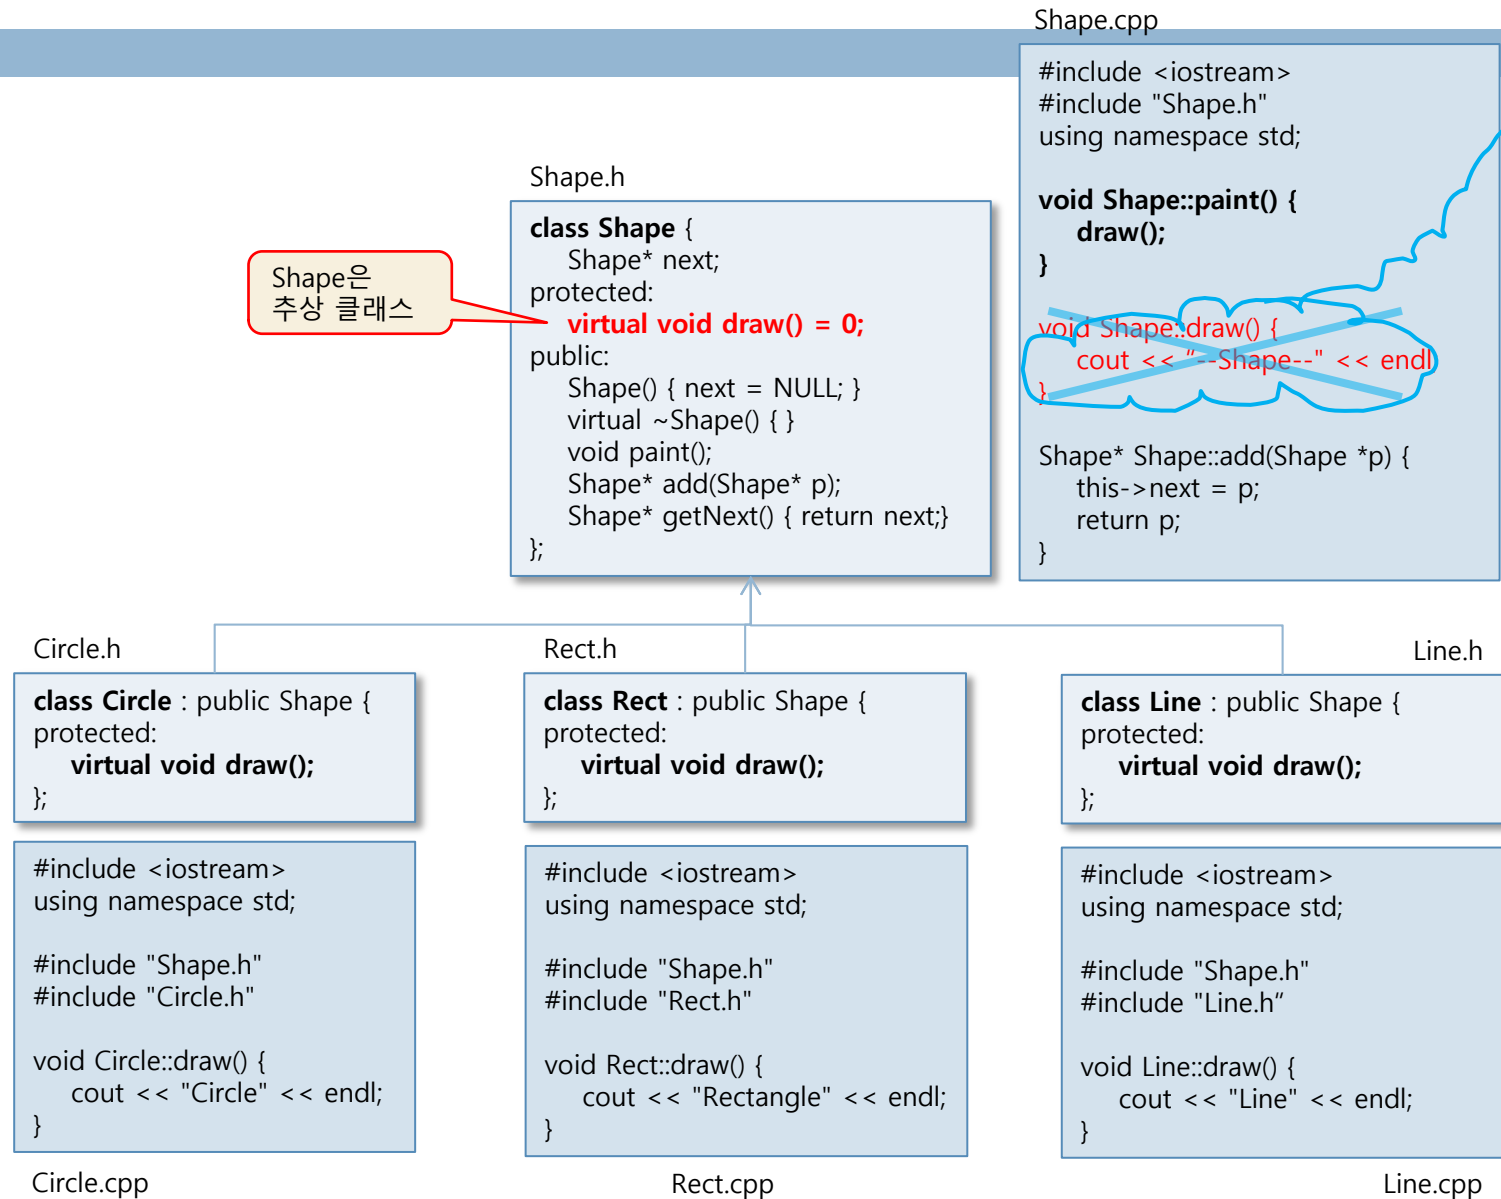 Shape.cpp
#include <iostream>
#include "Shape.h"
using namespace std;
void Shape::paint() {
draw();
}
void Shape::draw() {
cout << “--Shape--" << endl
}
Shape* Shape::add(Shape *p) {
this->next = p;
return p;
}
Shape.h
class Shape {
Shape* next;
protected:
virtual void draw() = 0;
public:
Shape() { next = NULL; }
virtual ~Shape() { }
void paint();
Shape* add(Shape* p);
Shape* getNext() { return next;}
};
Shape은
추상 클래스
Circle.h
class Circle : public Shape {
protected:
virtual void draw();
};
#include <iostream>
using namespace std;
#include "Shape.h"
#include "Circle.h"
void Circle::draw() {
cout << "Circle" << endl;
}
Circle.cpp
Rect.h
class Rect : public Shape {
protected:
virtual void draw();
};
#include <iostream>
using namespace std;
#include "Shape.h"
#include "Rect.h"
void Rect::draw() {
cout << "Rectangle" << endl;
}
Rect.cpp
Line.h
class Line : public Shape {
protected:
virtual void draw();
};
#include <iostream>
using namespace std;
#include "Shape.h"
#include "Line.h“
void Line::draw() {
cout << "Line" << endl;
}
Line.cpp